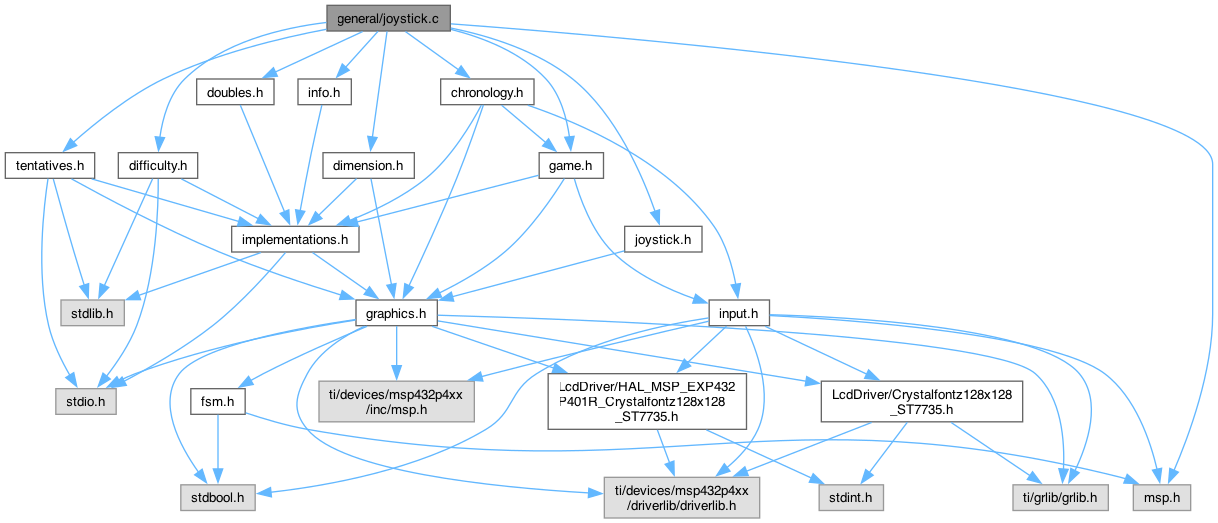 general/joystick.c
doubles.h
info.h
chronology.h
tentatives.h
difficulty.h
dimension.h
game.h
implementations.h
joystick.h
stdlib.h
graphics.h
input.h
stdio.h
fsm.h
ti/devices/msp432p4xx
/inc/msp.h
LcdDriver/HAL_MSP_EXP432
P401R_Crystalfontz128x128
_ST7735.h
LcdDriver/Crystalfontz128x128
_ST7735.h
stdbool.h
ti/devices/msp432p4xx
/driverlib/driverlib.h
stdint.h
ti/grlib/grlib.h
msp.h